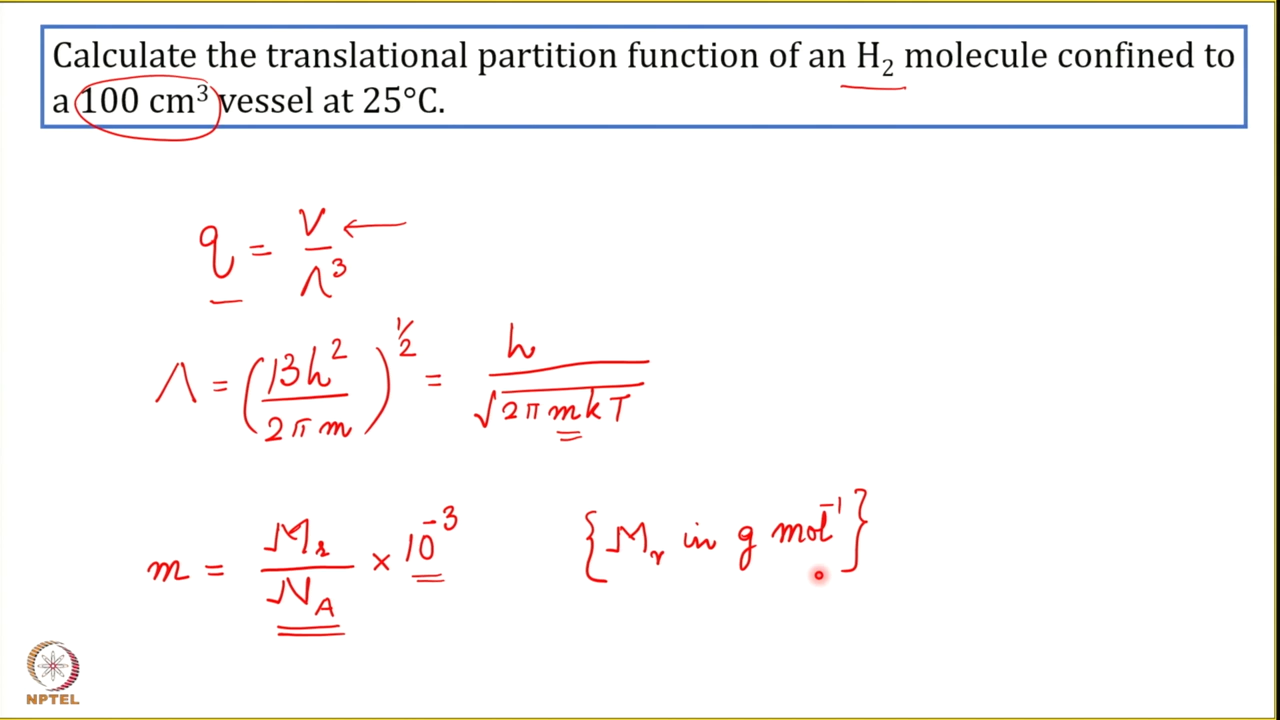 Calculate the translational partition function of an H₂ molecule confined to
a 100 cm³ vessel at 25°C.
q = V / Λ³
Λ = (βh² / 2πm)^1/2 = h / √2πmkT
m = Mᵣ / N_A × 10⁻³ {Mᵣ in g mol⁻¹}
NPTEL